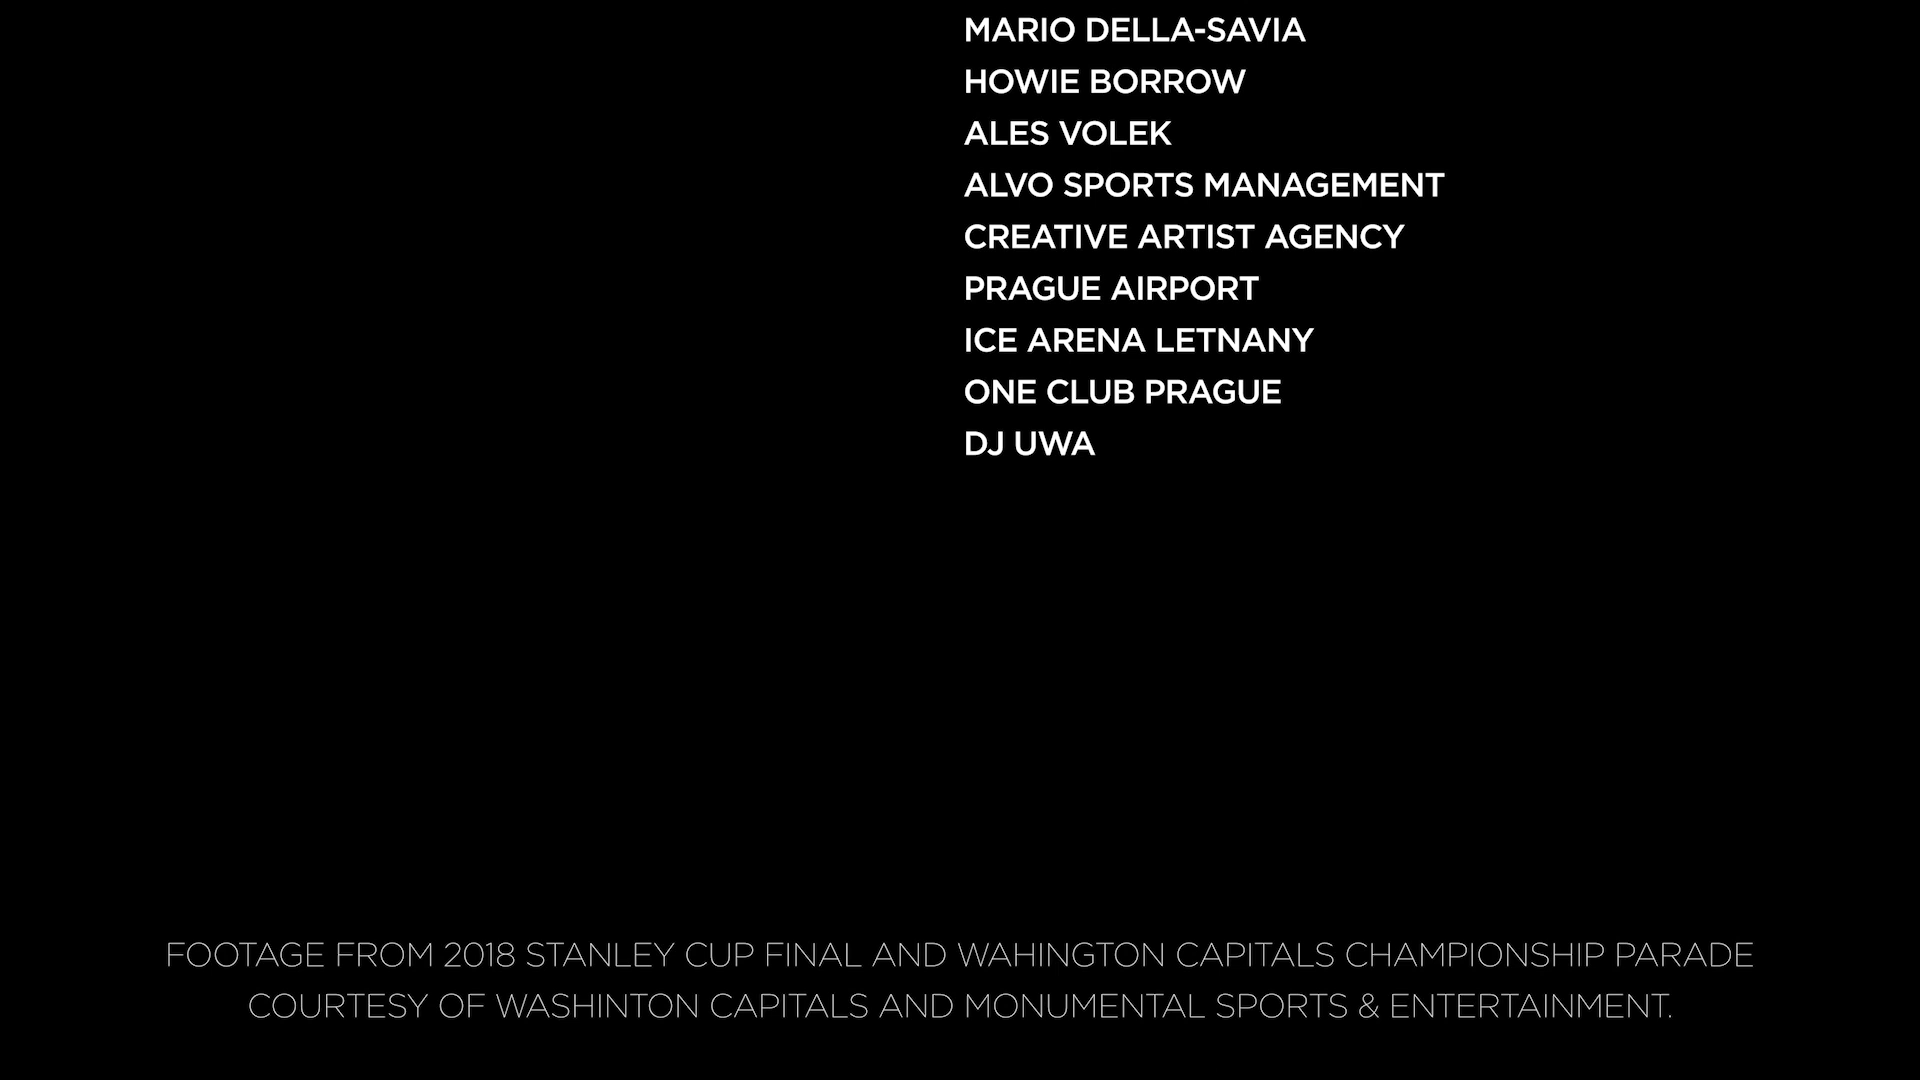 MARIO DELLA-SAVIA
HOWIE BORROW
ALES VOLEK
ALVO SPORTS MANAGEMENT
CREATIVE ARTIST AGENCY
PRAGUE AIRPORT
ICE ARENA LETNANY
ONE CLUB PRAGUE
DJ UWA
FOOTAGE FROM 2018 STANLEY CUP FINAL AND WAHINGTON CAPITALS CHAMPIONSHIP PARADE
COURTESY OF WASHINTON CAPITALS AND MONUMENTAL SPORTS & ENTERTAINMENT.